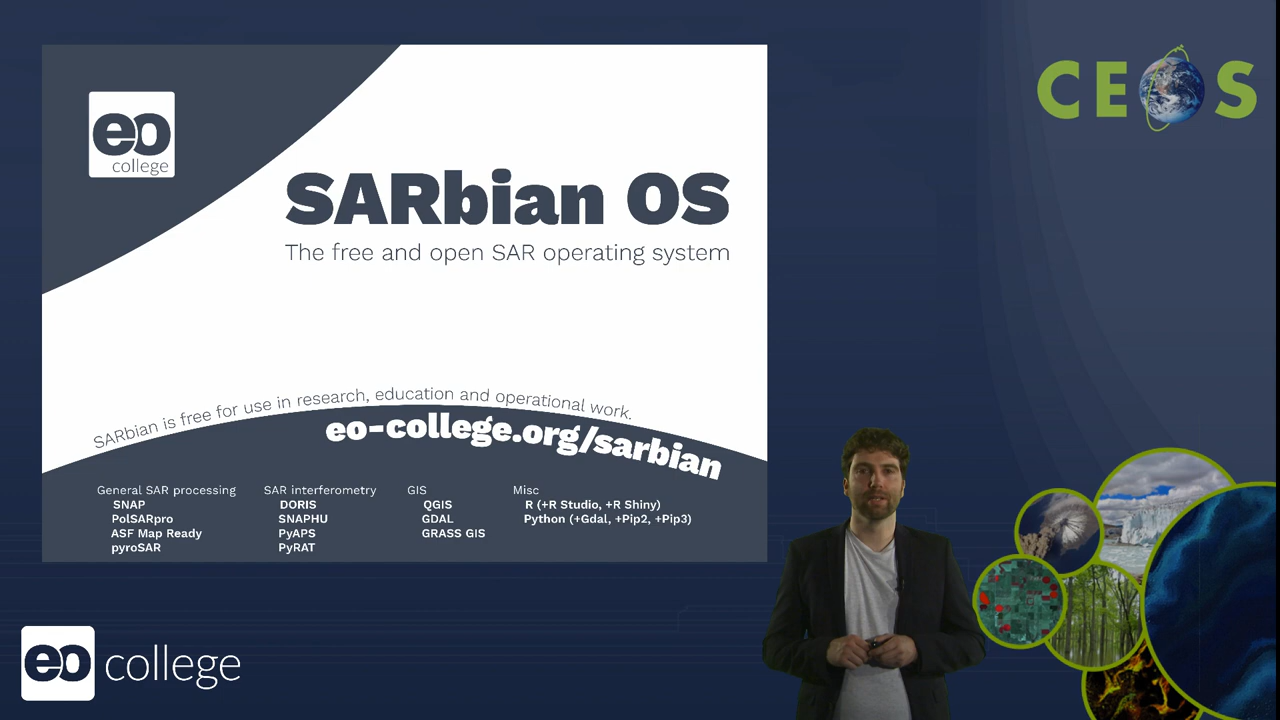 eo
college
SARbian OS
The free and open SAR operating system
SARbian is free for use in research, education and operational work.
eo-college.org/sarbian
General SAR processing
SNAP
PolSARpro
ASF Map Ready
pyroSAR
SAR interferometry
DORIS
SNAPHU
PyAPS
PyRAT
GIS
QGIS
GDAL
GRASS GIS
Misc
R (+R Studio, +R Shiny)
Python (+Gdal, +Pip2, +Pip3)
CEOS
eo college